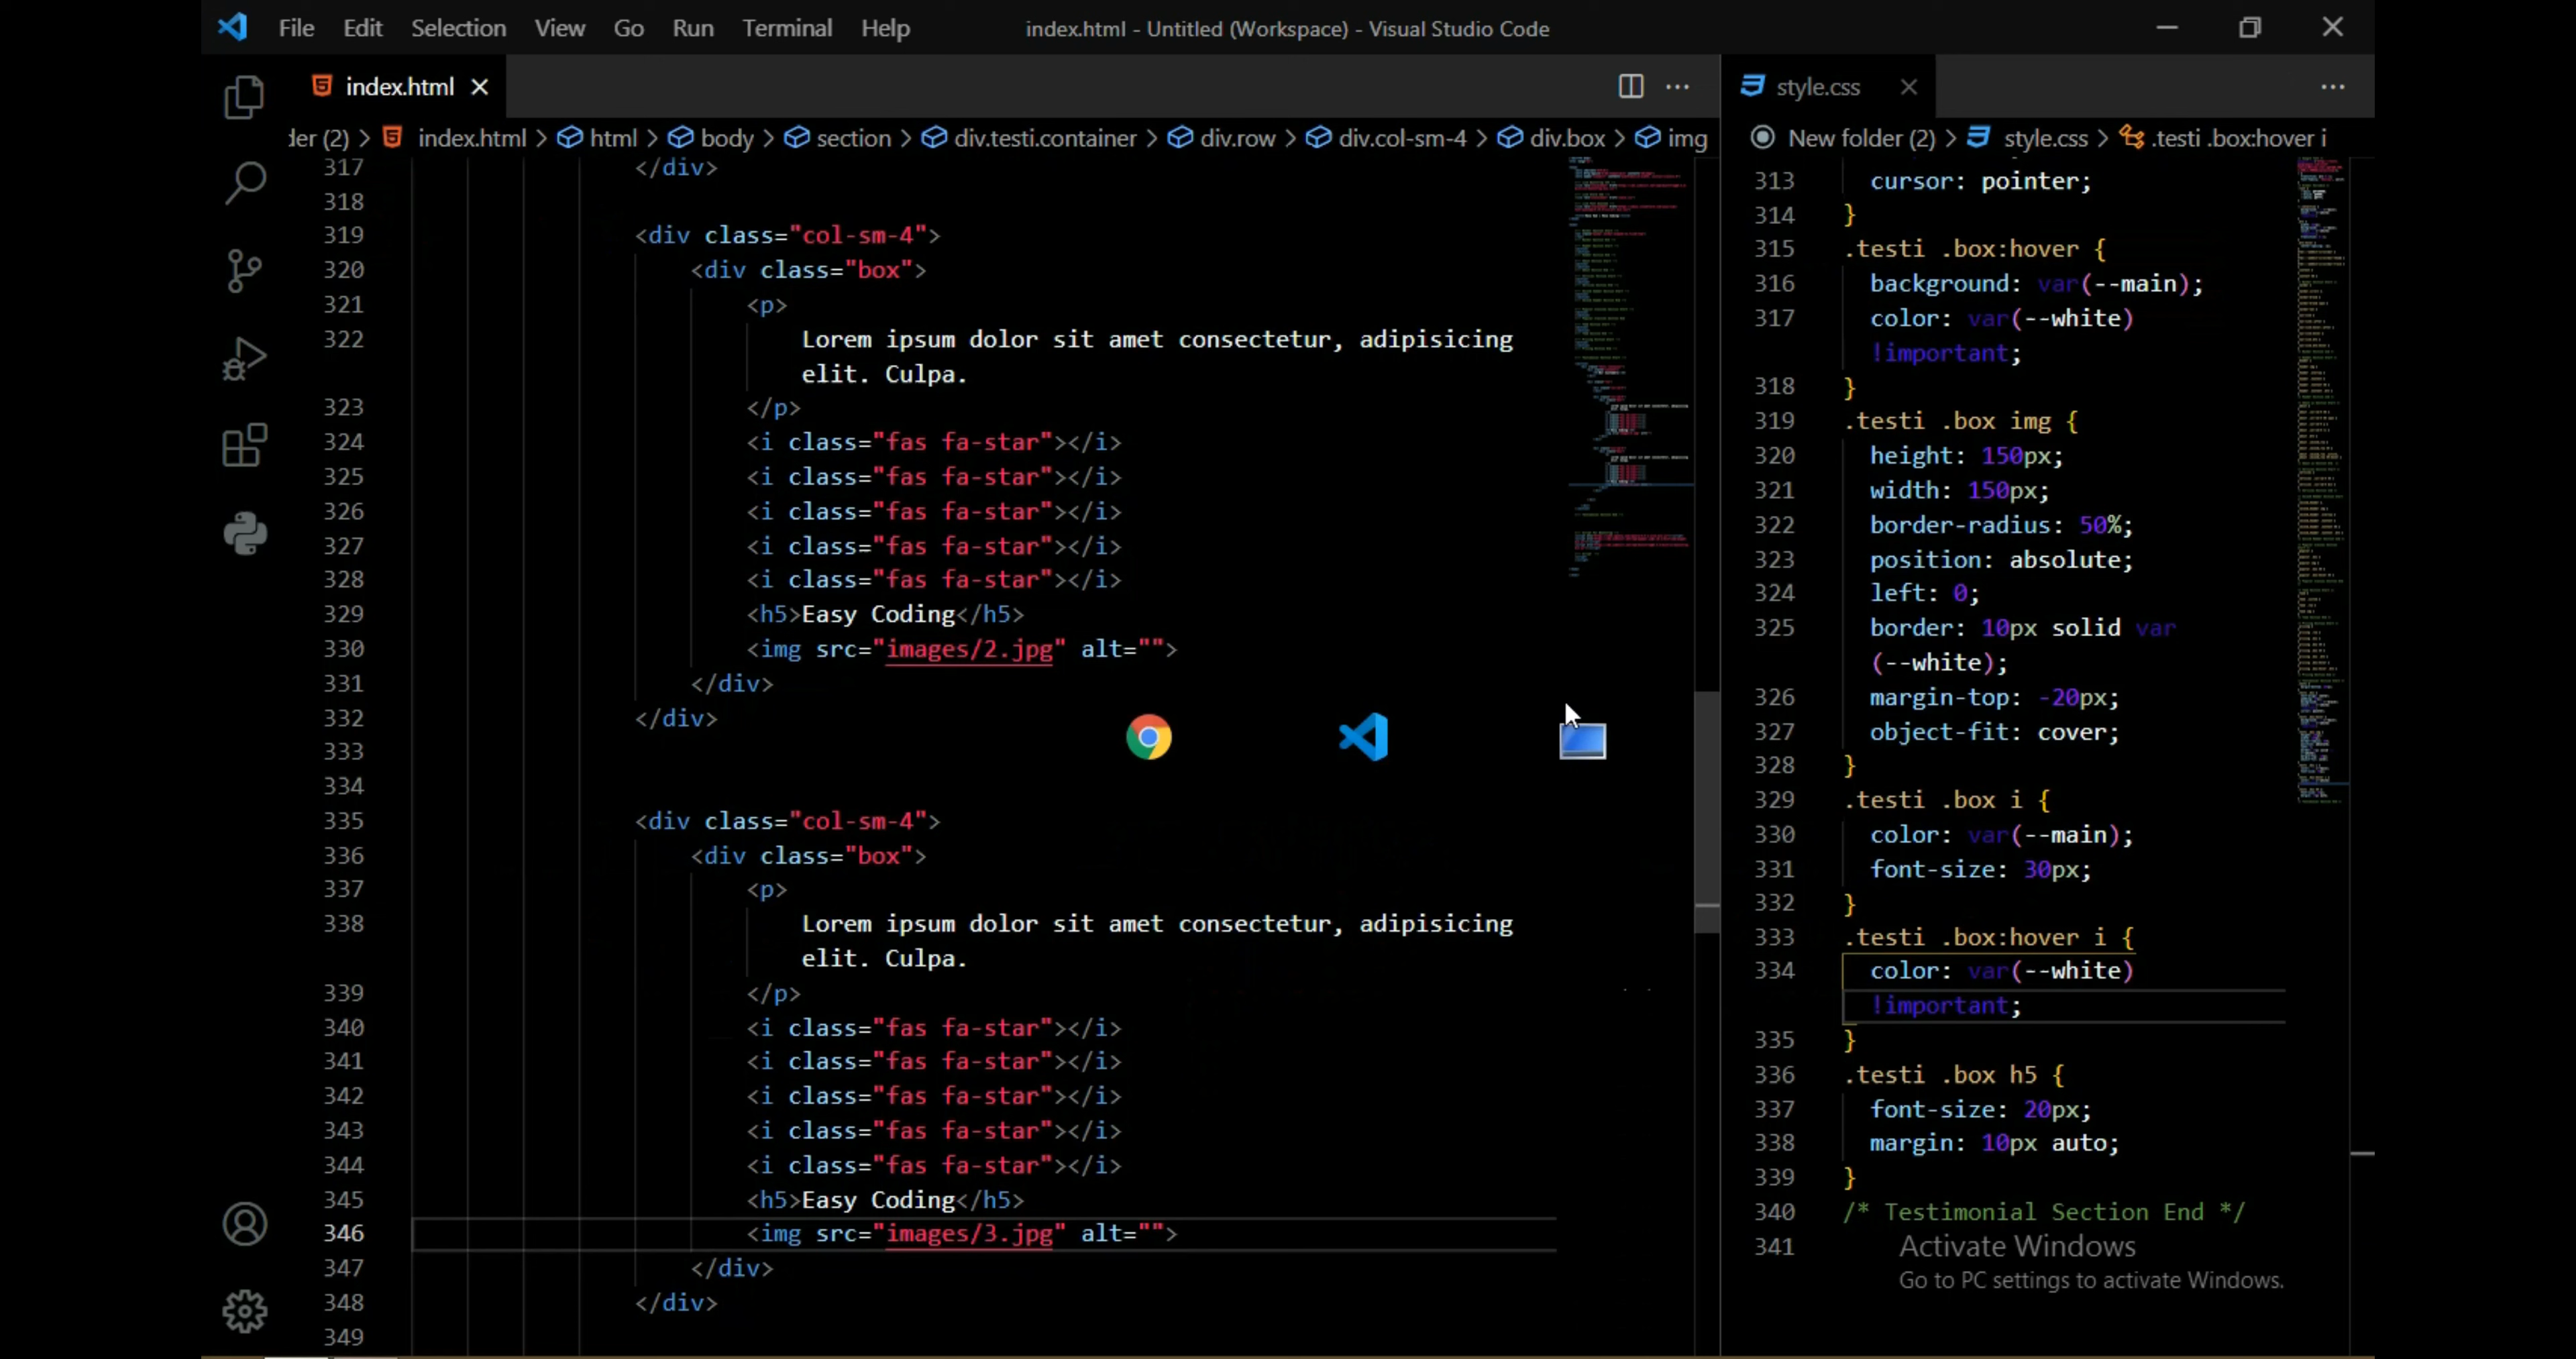 File Edit Selection View Go Run Terminal Help
index.html - Untitled (Workspace) - Visual Studio Code
index.html
der (2) > index.html > html > body > section > div.testi.container > div.row > div.col-sm-4 > div.box > img
317 </div>
318
319 <div class="col-sm-4">
320 <div class="box">
321 <p>
322 Lorem ipsum dolor sit amet consectetur, adipisicing
elit. Culpa.
323 </p>
324 <i class="fas fa-star"></i>
325 <i class="fas fa-star"></i>
326 <i class="fas fa-star"></i>
327 <i class="fas fa-star"></i>
328 <i class="fas fa-star"></i>
329 <h5>Easy Coding</h5>
330 <img src="images/2.jpg" alt="">
331 </div>
332 </div>
333
334
335 <div class="col-sm-4">
336 <div class="box">
337 <p>
338 Lorem ipsum dolor sit amet consectetur, adipisicing
elit. Culpa.
339 </p>
340 <i class="fas fa-star"></i>
341 <i class="fas fa-star"></i>
342 <i class="fas fa-star"></i>
343 <i class="fas fa-star"></i>
344 <i class="fas fa-star"></i>
345 <h5>Easy Coding</h5>
346 <img src="images/3.jpg" alt="">
347 </div>
348 </div>
349
style.css
New folder (2) > style.css > .testi .box:hover i
313 cursor: pointer;
314 }
315 .testi .box:hover {
316 background: var(--main);
317 color: var(--white)
!important;
318 }
319 .testi .box img {
320 height: 150px;
321 width: 150px;
322 border-radius: 50%;
323 position: absolute;
324 left: 0;
325 border: 10px solid var
(--white);
326 margin-top: -20px;
327 object-fit: cover;
328 }
329 .testi .box i {
330 color: var(--main);
331 font-size: 30px;
332 }
333 .testi .box:hover i {
334 color: var(--white)
!important;
335 }
336 .testi .box h5 {
337 font-size: 20px;
338 margin: 10px auto;
339 }
340 /* Testimonial Section End */
341
Activate Windows
Go to PC settings to activate Windows.